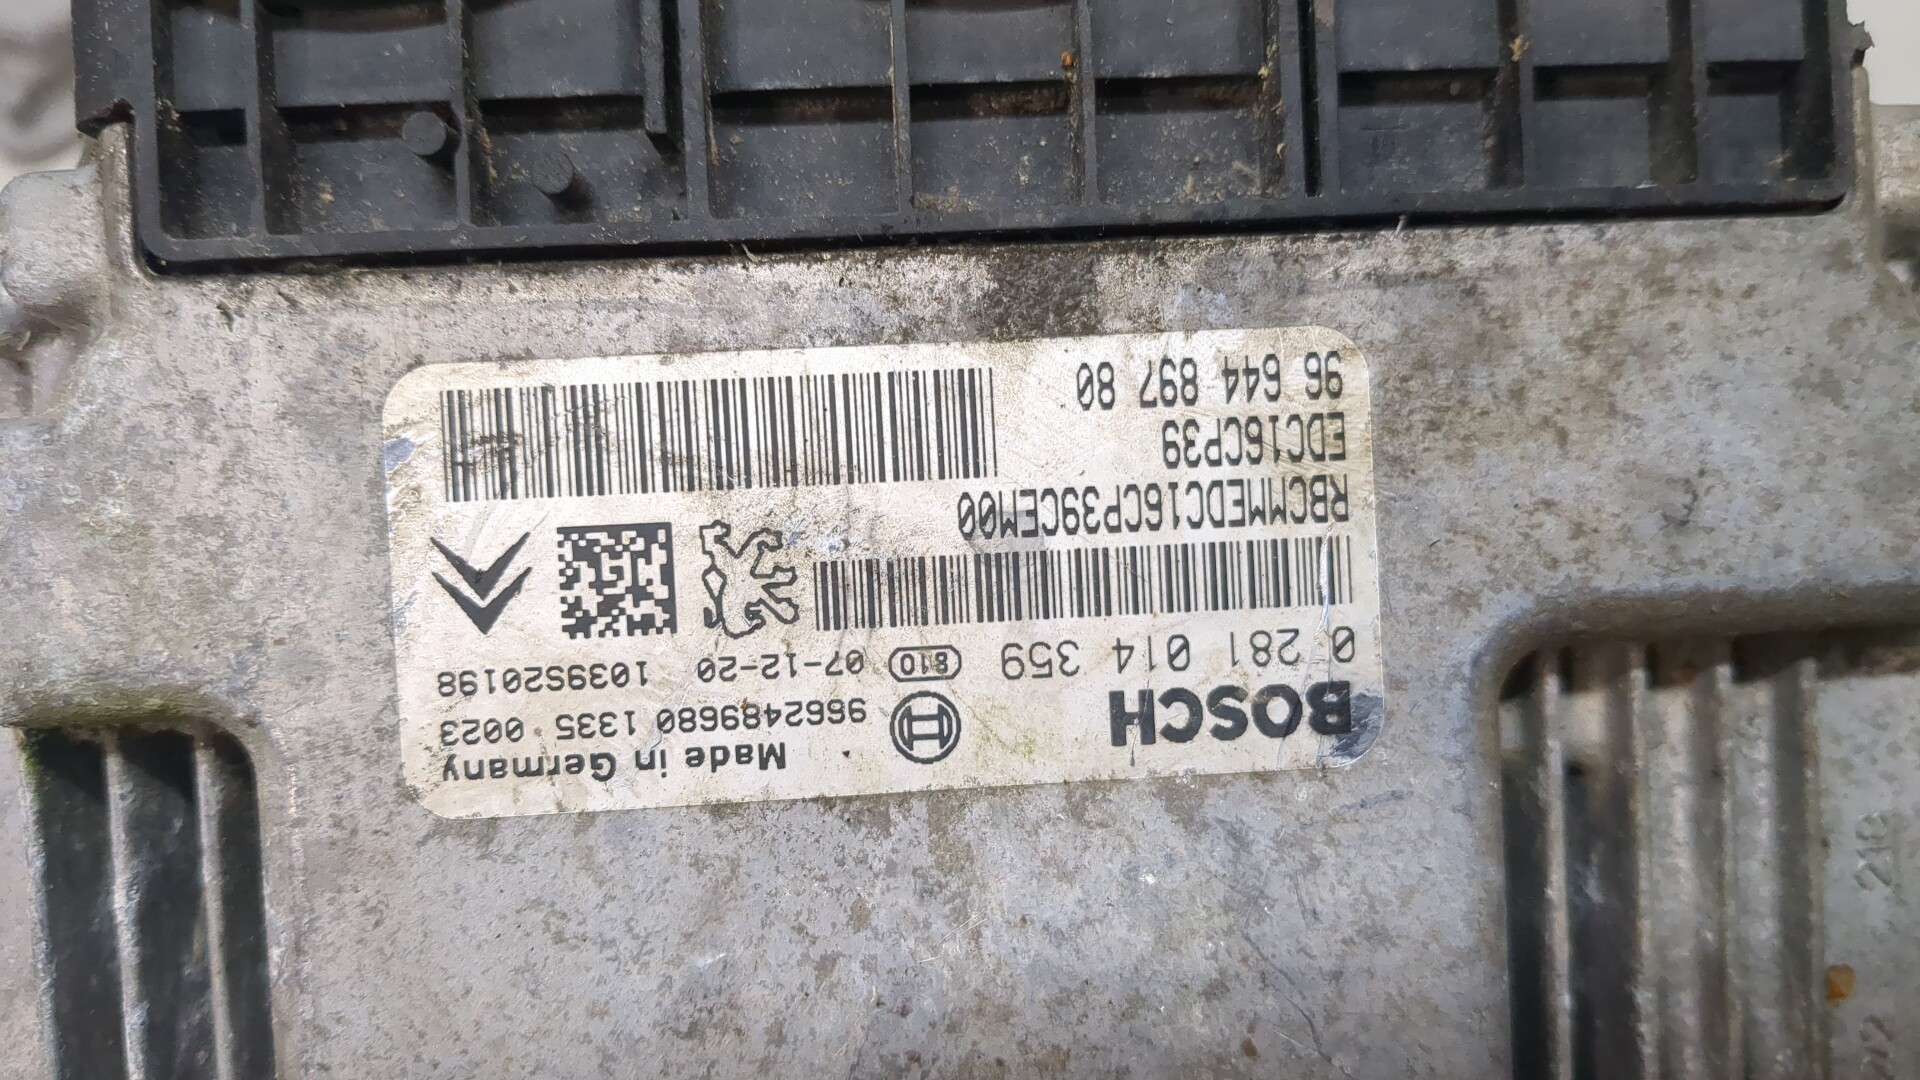 Made in Germany
BOSCH 9662489680 1335 0023
0 281 014 359 810 07-12-20 1039S20198
RBCMMEDC16CP39CEM00
EDC16CP39
96 644 897 80